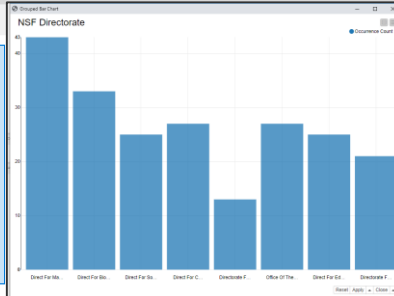 Grouped Bar Chart
NSF Directorate
Occurrence Count
43
40
30
20
10
0
Direct For Ma... Direct For Bio... Direct For So... Direct For C... Directorate F... Office Of The... Direct For Ed... Directorate F...
Reset Apply Close